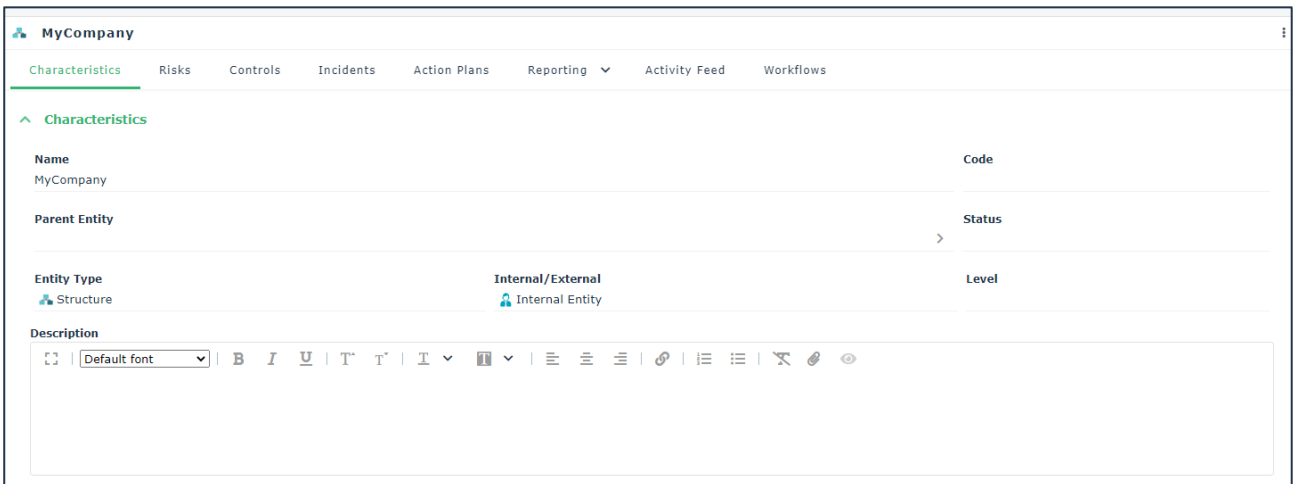 MyCompany
Characteristics Risks Controls Incidents Action Plans Reporting Activity Feed Workflows
Characteristics
Name Code
MyCompany
Parent Entity Status
Entity Type Internal/External Level
Structure Internal Entity
Description
Default font B I U T T T T T